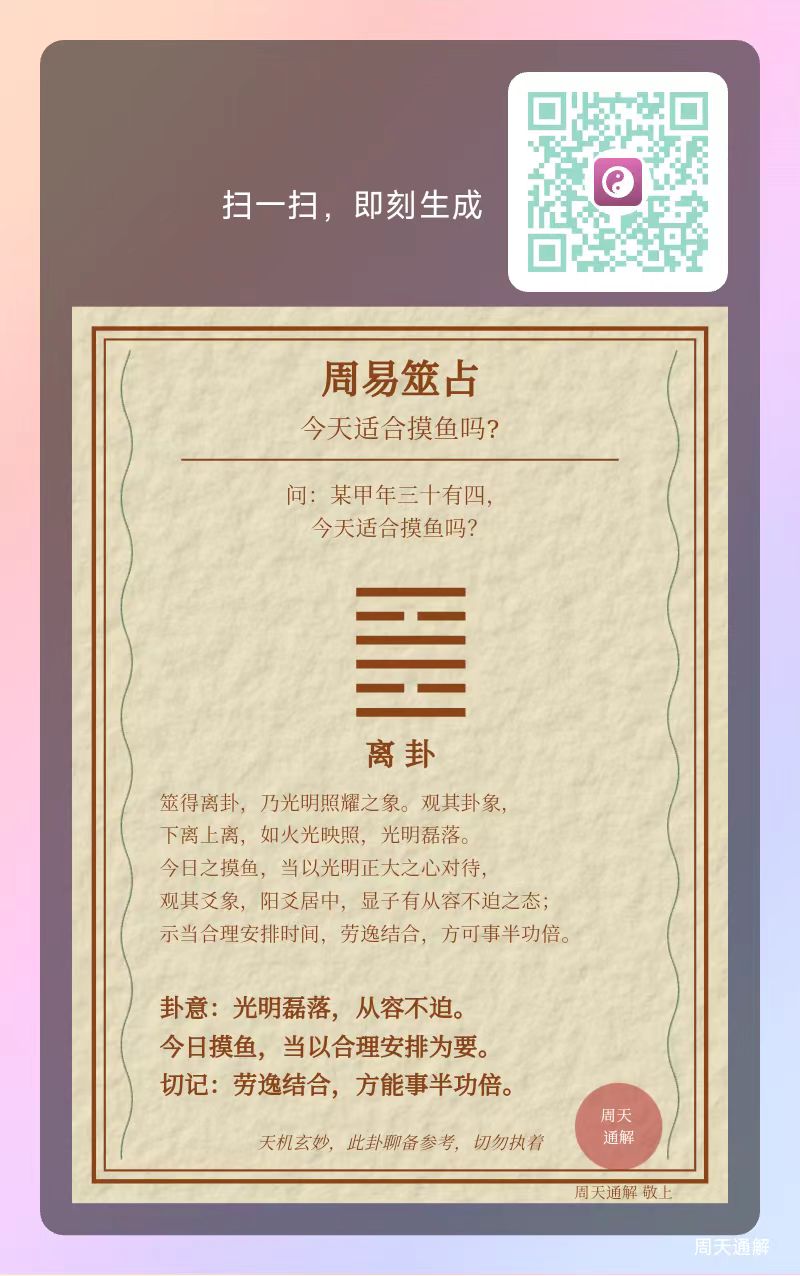 扫一扫，即刻生成
周易筮占
今天适合摸鱼吗?
问：某甲年三十有四，
今天适合摸鱼吗?
离 卦
筮得离卦，乃光明照耀之象。观其卦象，
下离上离，如火光映照，光明磊落。
今日之摸鱼，当以光明正大之心对待，
观其爻象，阳爻居中，显子有从容不迫之态；
示当合理安排时间，劳逸结合，方可事半功倍。
卦意：光明磊落，从容不迫。
今日摸鱼，当以合理安排为要。
切记：劳逸结合，方能事半功倍。
天机玄妙，此卦聊备参考，切勿执着
周天
通解
周天通解 敬上
周天通解